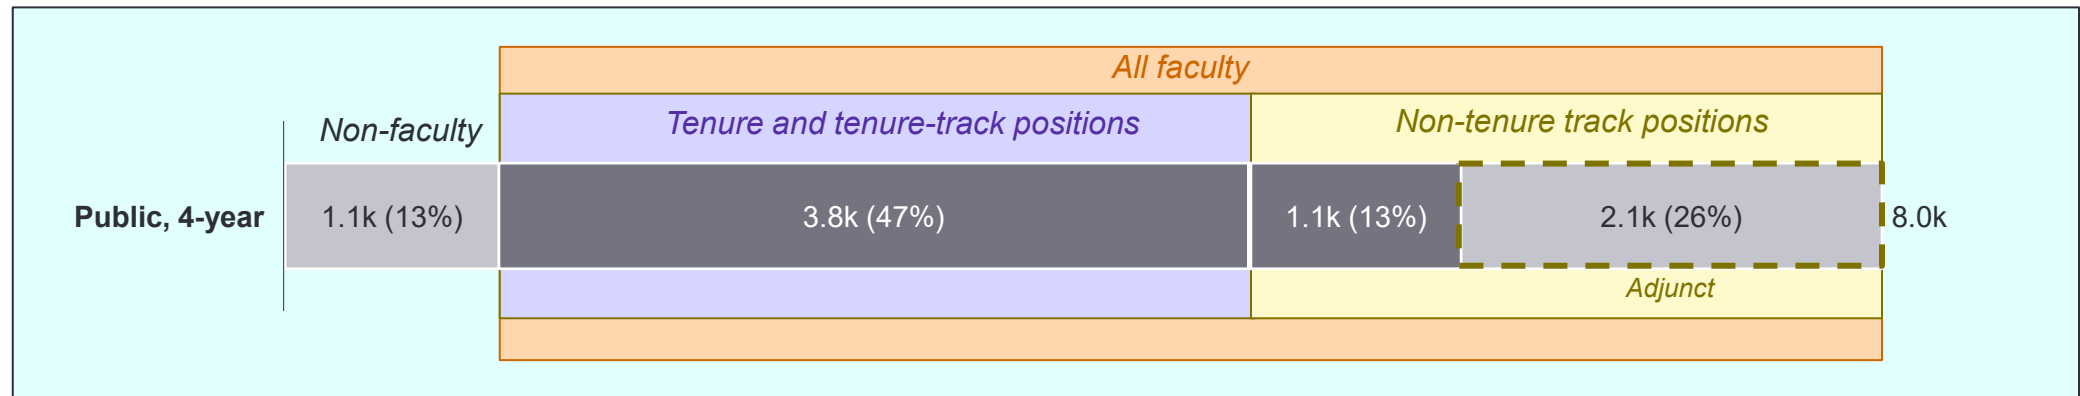 All faculty
Non-faculty
Tenure and tenure-track positions
Non-tenure track positions
Public, 4-year
1.1k (13%)
3.8k (47%)
1.1k (13%)
2.1k (26%)
8.0k
Adjunct